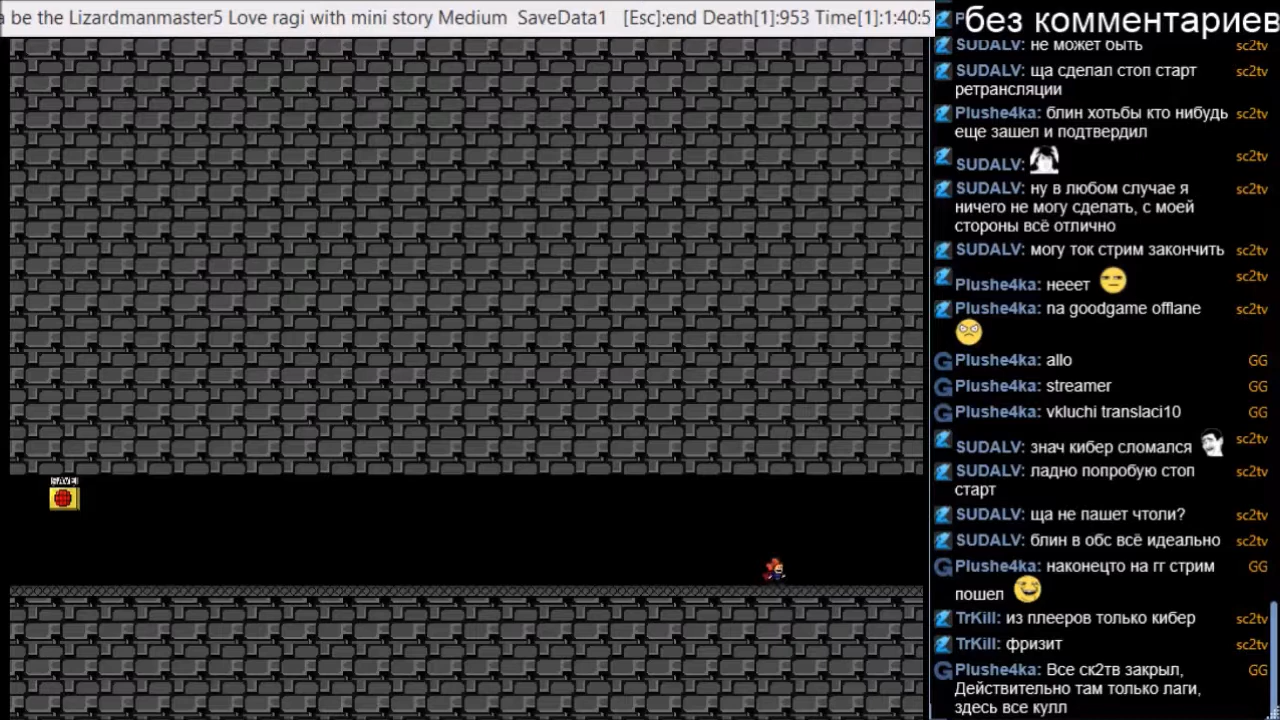 a be the Lizardmanmaster5 Love ragi with mini story Medium SaveData1 [Esc]:end Death[1]:953 Time[1]:1:40:5
SAVE!
без комментариев
SUDALV: не может быть sc2tv
SUDALV: ща сделал стоп старт sc2tv
ретрансляции
Plushe4ka: блин хотьбы кто нибудь sc2tv
еще зашел и подтвердил
SUDALV: sc2tv
SUDALV: ну в любом случае я sc2tv
ничего не могу сделать, с моей
стороны всё отлично
SUDALV: могу ток стрим закончить sc2tv
Plushe4ka: нееет sc2tv
Plushe4ka: na goodgame offlane sc2tv
Plushe4ka: allo GG
Plushe4ka: streamer GG
Plushe4ka: vkluchi translaci10 GG
SUDALV: знач кибер сломался sc2tv
SUDALV: ладно попробую стоп sc2tv
старт
SUDALV: ща не пашет чтоли? sc2tv
SUDALV: блин в обс всё идеально sc2tv
Plushe4ka: наконецто на гг стрим GG
пошел
TrKill: из плееров только кибер sc2tv
TrKill: фризит sc2tv
Plushe4ka: Все ск2тв закрыл, GG
Действительно там только лаги,
здесь все кулл